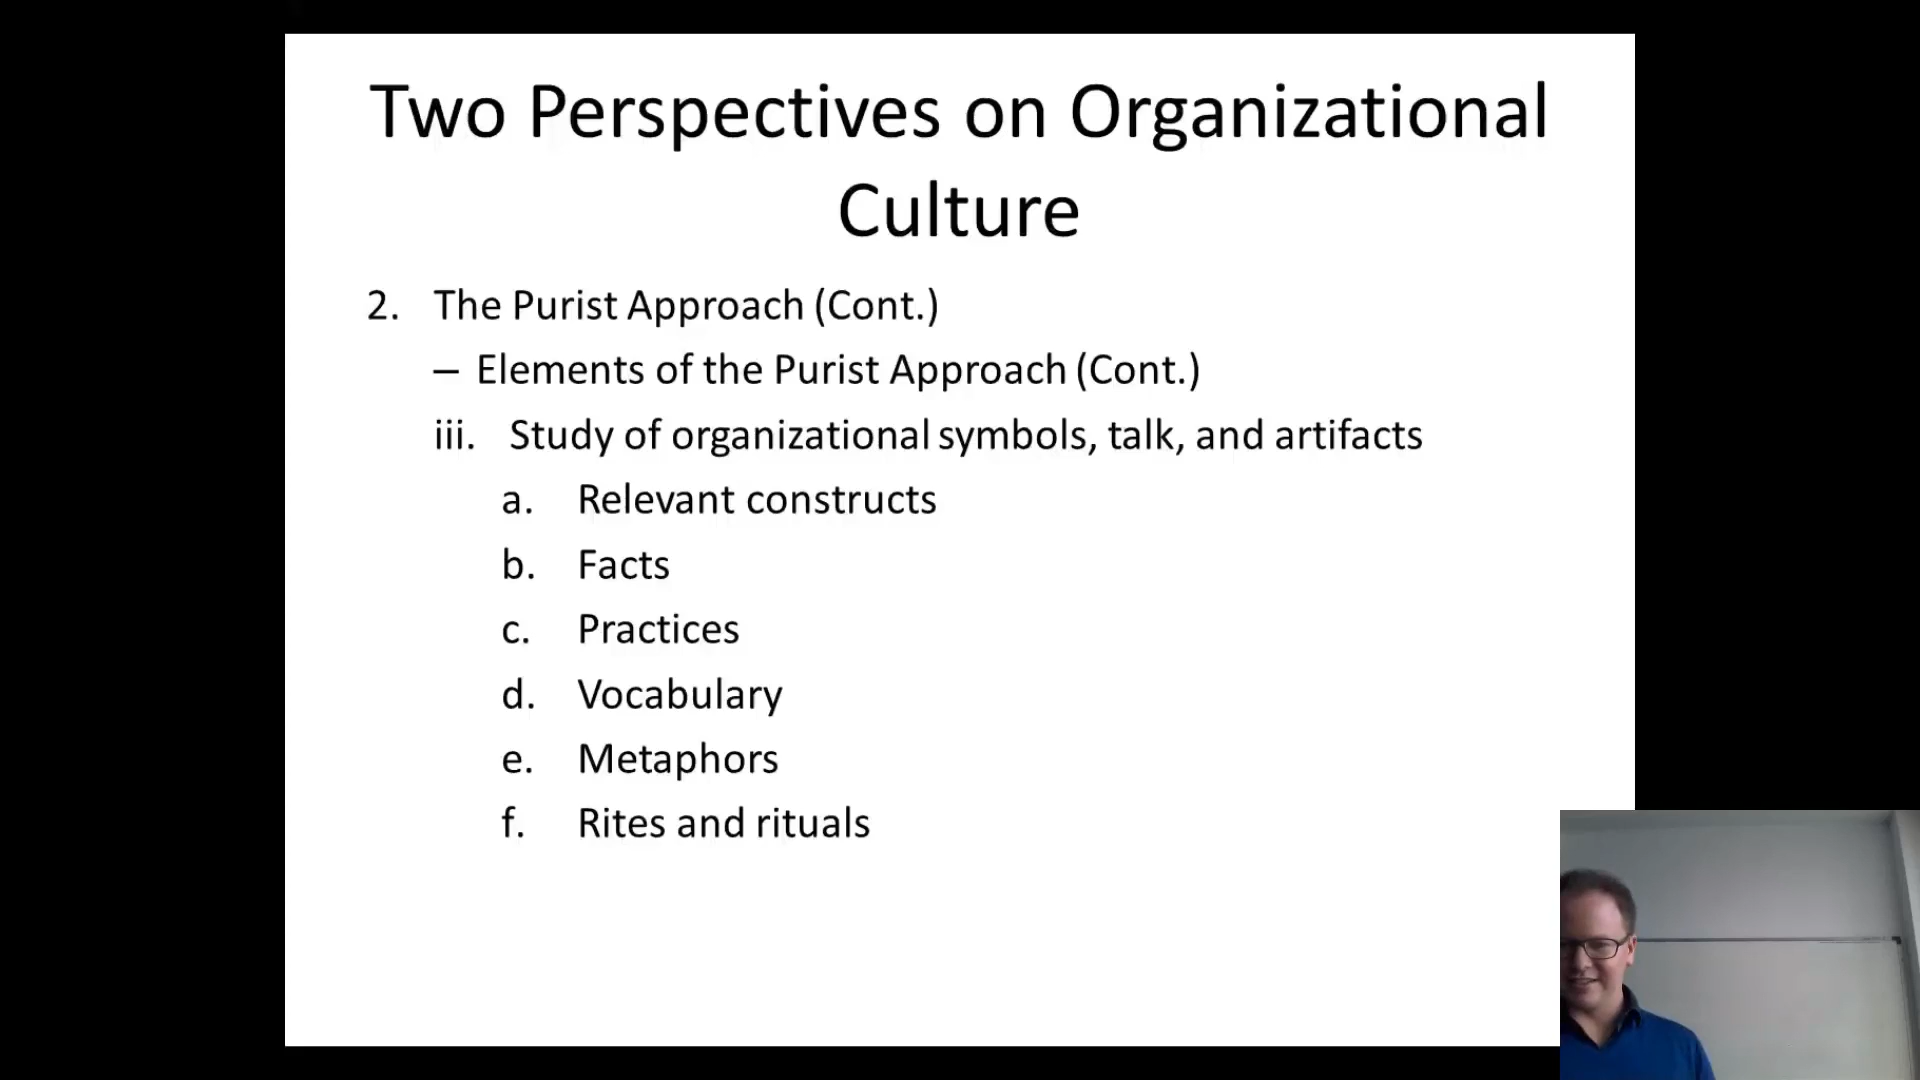 Two Perspectives on Organizational
Culture
2. The Purist Approach (Cont.)
– Elements of the Purist Approach (Cont.)
iii. Study of organizational symbols, talk, and artifacts
a. Relevant constructs
b. Facts
c. Practices
d. Vocabulary
e. Metaphors
f. Rites and rituals